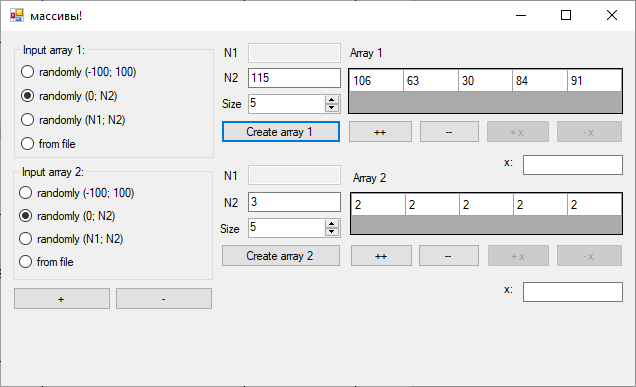 массивы!
Input array 1:
randomly (-100; 100)
randomly (0; N2)
randomly (N1; N2)
from file
N1
N2 115
Size 5
Create array 1
Array 1
106 63 30 84 91
++ -- + x - x
x:
Input array 2:
randomly (-100; 100)
randomly (0; N2)
randomly (N1; N2)
from file
N1
N2 3
Size 5
Create array 2
Array 2
2 2 2 2 2
++ -- + x - x
x:
+ -